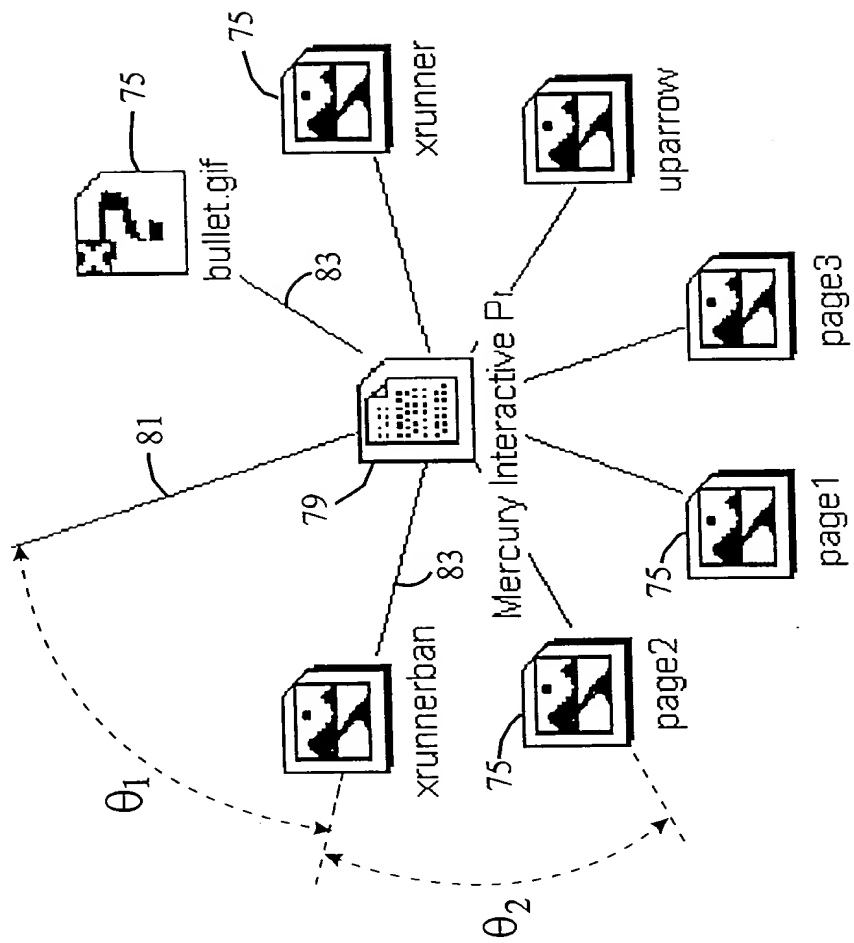 75
75
bullet.gif
xrunner
83
81
uparrow
79
Mercury Interactive Pr
page3
83
xrunnerban
75
page1
θ1
75
page2
θ2